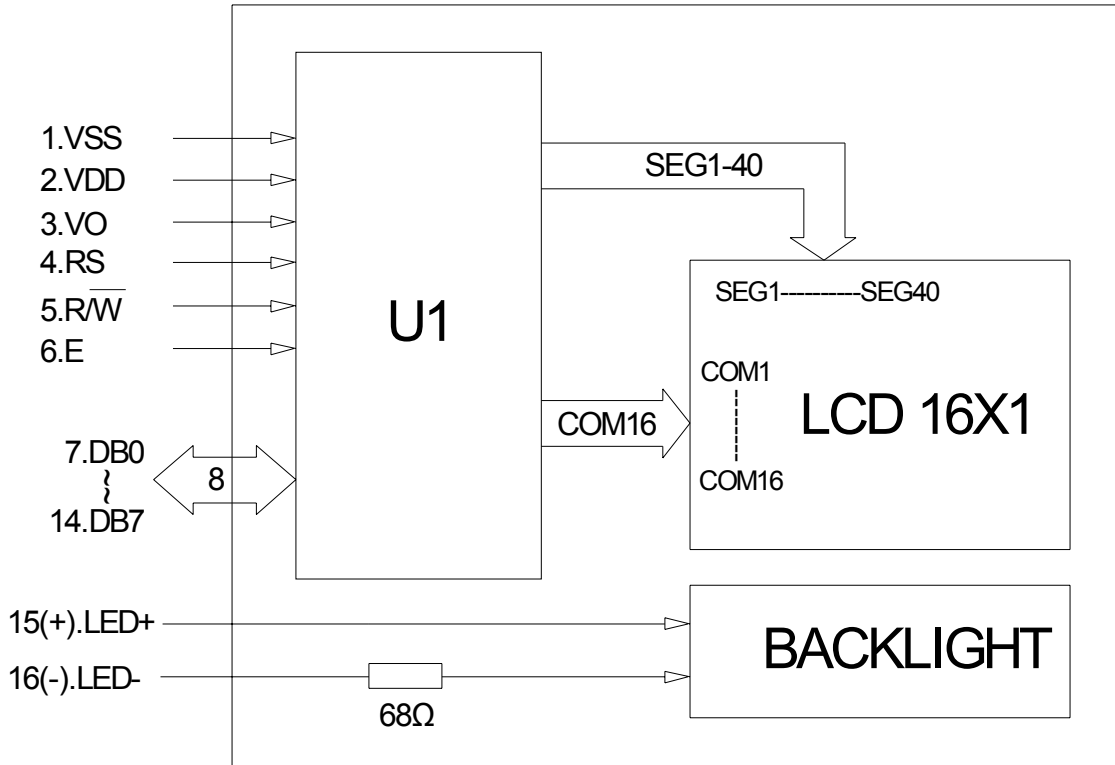 1.VSS
2.VDD
3.VO
4.RS
5.R/W̅
6.E
7.DB0
~
~
14.DB7
8
15(+).LED+
16(-).LED-
68Ω
U1
SEG1-40
COM16
SEG1----------SEG40
COM1
COM16
LCD 16X1
BACKLIGHT